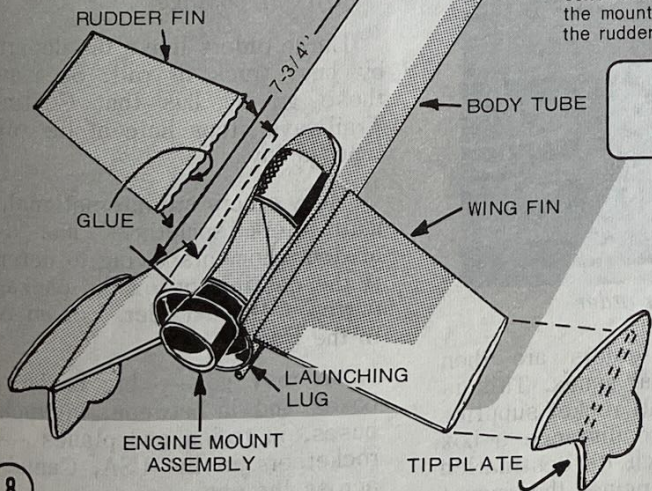 the mount
the rudder
RUDDER FIN
7-3/4"
BODY TUBE
GLUE
WING FIN
LAUNCHING
LUG
ENGINE MOUNT
ASSEMBLY
TIP PLATE
8